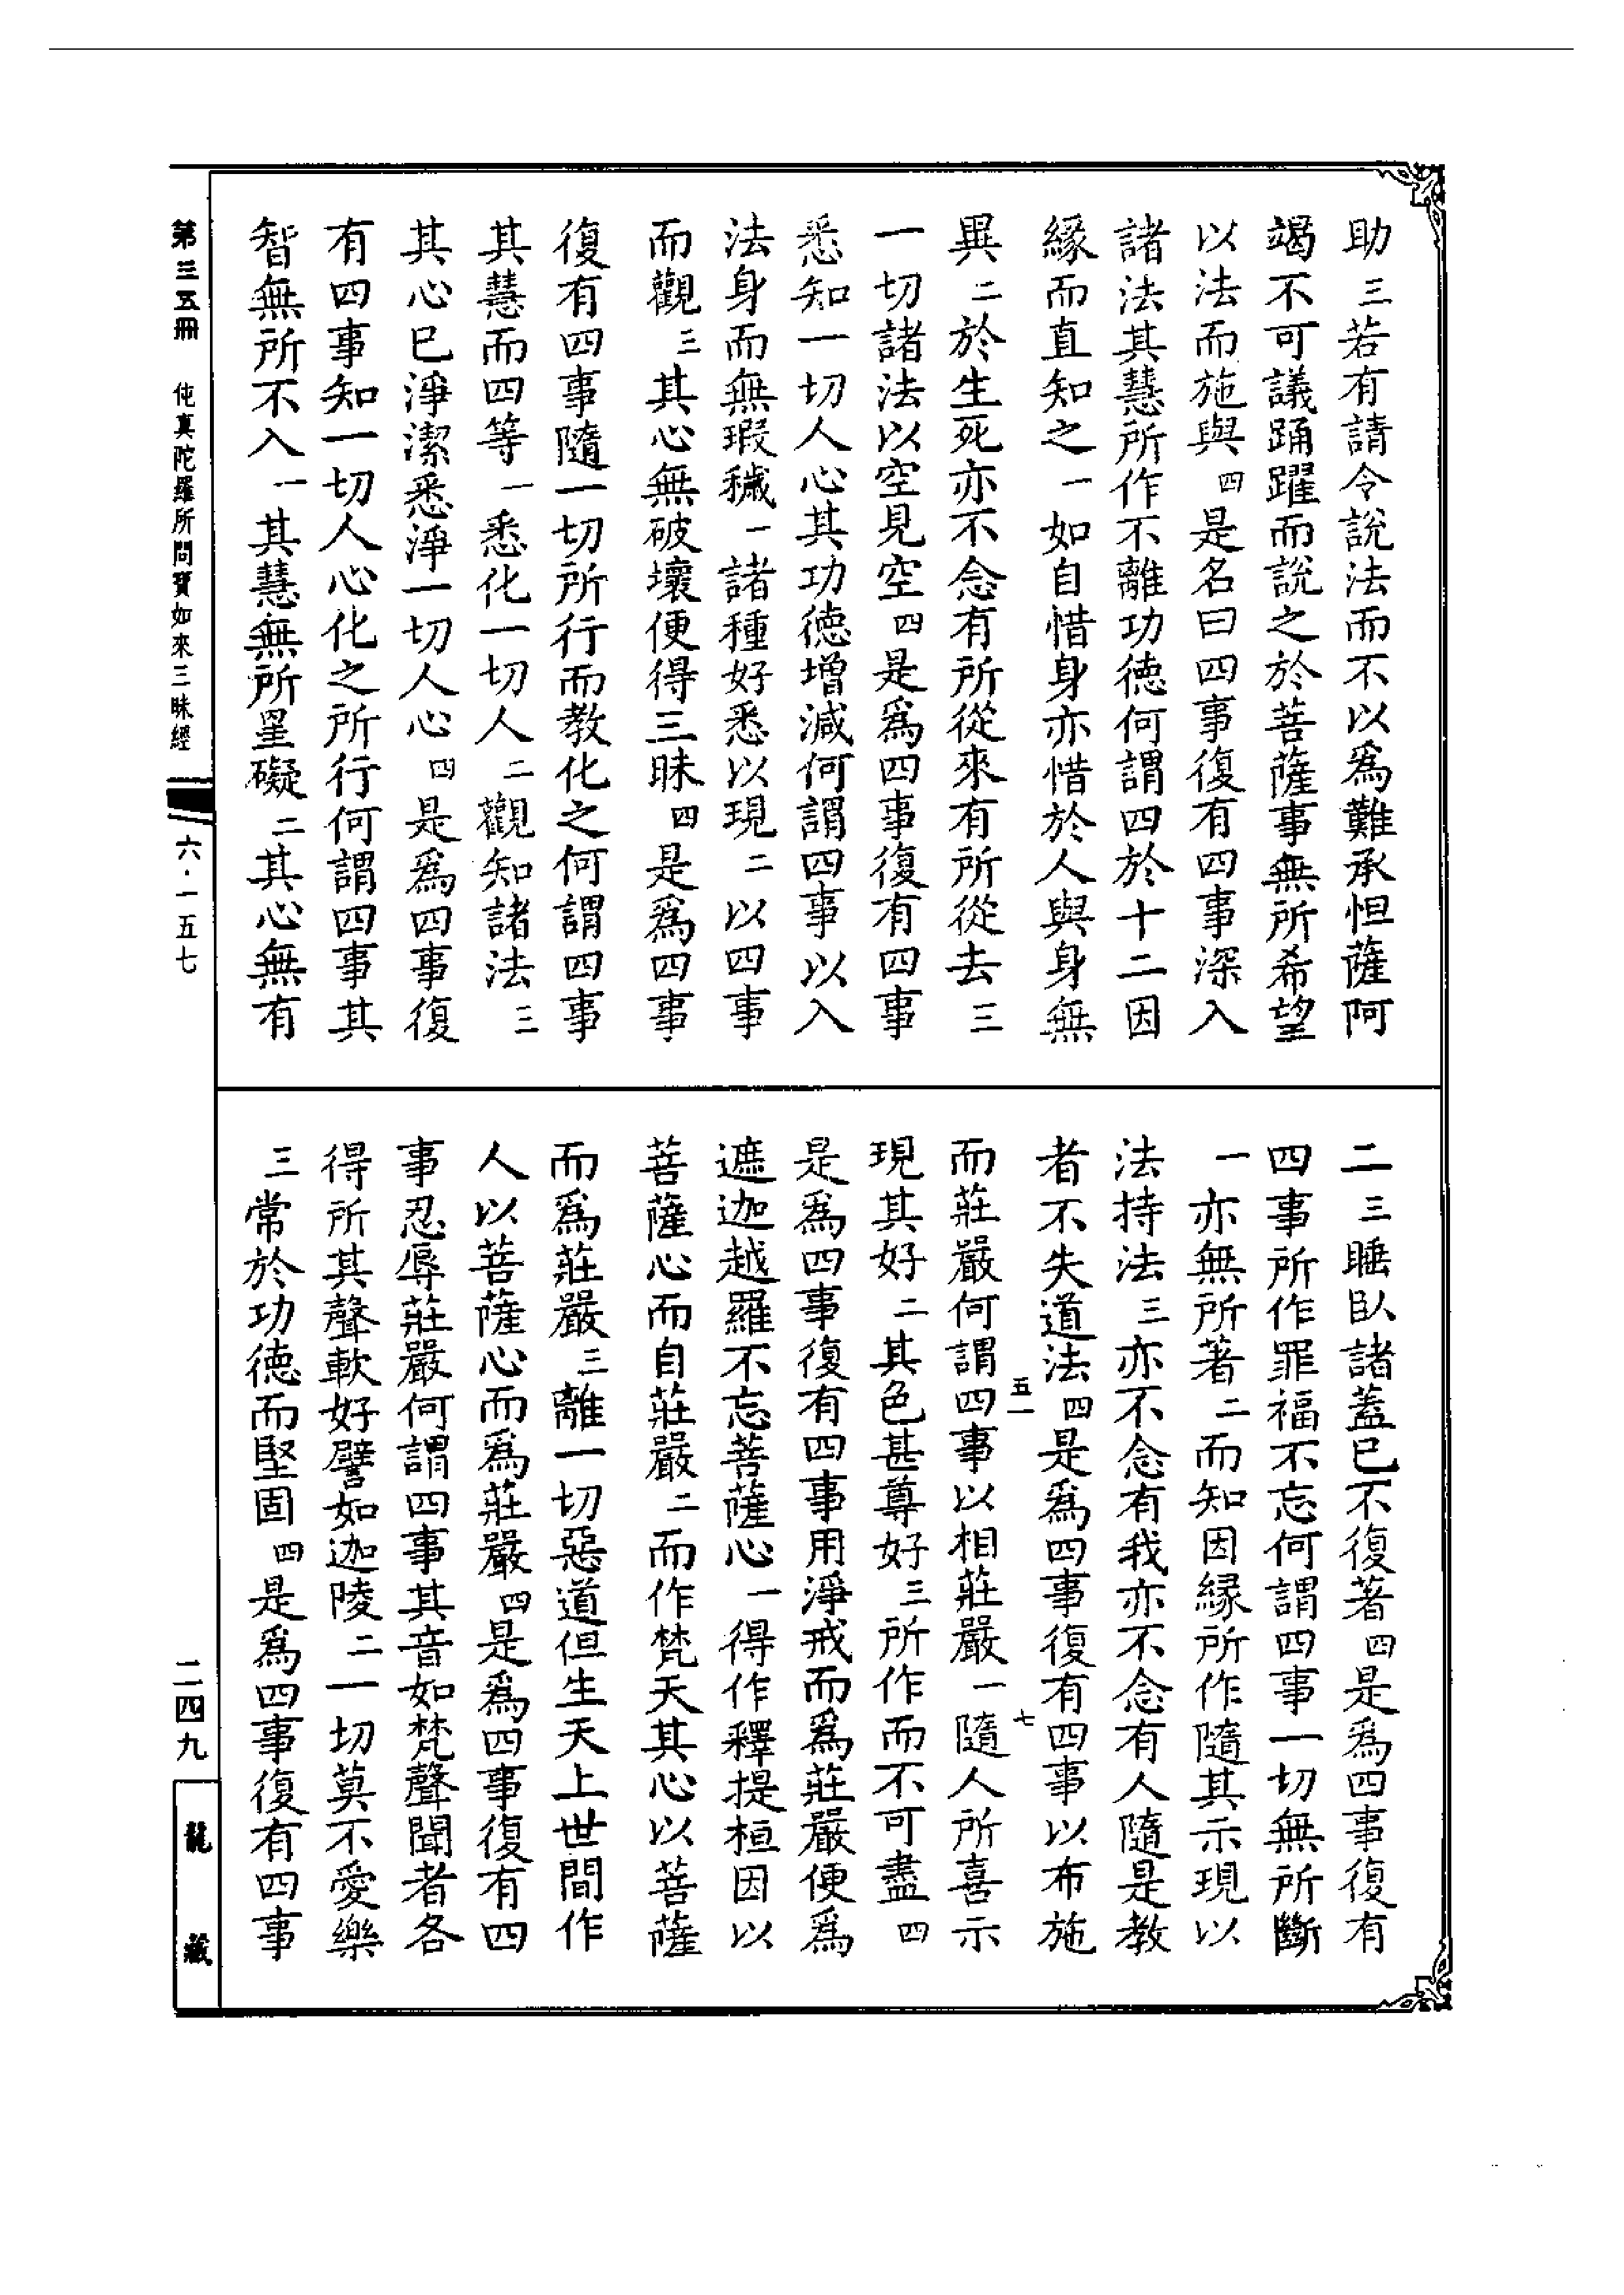 助三若有請令說法而不以爲難承怛薩阿
竭不可議踊躍而說之於菩薩事無所希望
以法而施與四是名曰四事復有四事深入
諸法其慧所作不離功德何謂四於十二因
緣而直知之一如自惜身亦惜於人與身無
異二於生死亦不念有所從來有所從去三
一切諸法以空見空四是爲四事復有四事
悉知一切人心其功德增減何謂四事以入
法身而無瑕穢一諸種好悉以現二以四事
而觀三其心無破壞便得三昧四是爲四事
復有四事隨一切所行而教化之何謂四事
其慧而四等一悉化一切人二觀知諸法三
其心已淨潔悉淨一切人心四是爲四事復
有四事知一切人心化之所行何謂四事其
智無所不入一其慧無所罣礙二其心無有
二三睡臥諸蓋已不復著四是爲四事復有
四事所作罪福不忘何謂四事一切無所斷
一亦無所著二而知因緣所作隨其示現以
法持法三亦不念有我亦不念有人隨是教
者不失道法四是爲四事復有四事以布施
五一 七
而莊嚴何謂四事以相莊嚴一隨人所喜示
現其好二其色甚尊好三所作而不可盡四
是爲四事復有四事用淨戒而爲莊嚴便爲
遮迦越羅不忘菩薩心一得作釋提桓因以
菩薩心而自莊嚴二而作梵天其心以菩薩
而爲莊嚴三離一切惡道但生天上世間作
人以菩薩心而爲莊嚴四是爲四事復有四
事忍辱莊嚴何謂四事其音如梵聲聞者各
得所其聲軟好譬如迦陵二一切莫不愛樂
三常於功德而堅固四是爲四事復有四事
第三五冊 伅真陀羅所問寶如來三昧經 六·一五七 二四九
龍藏